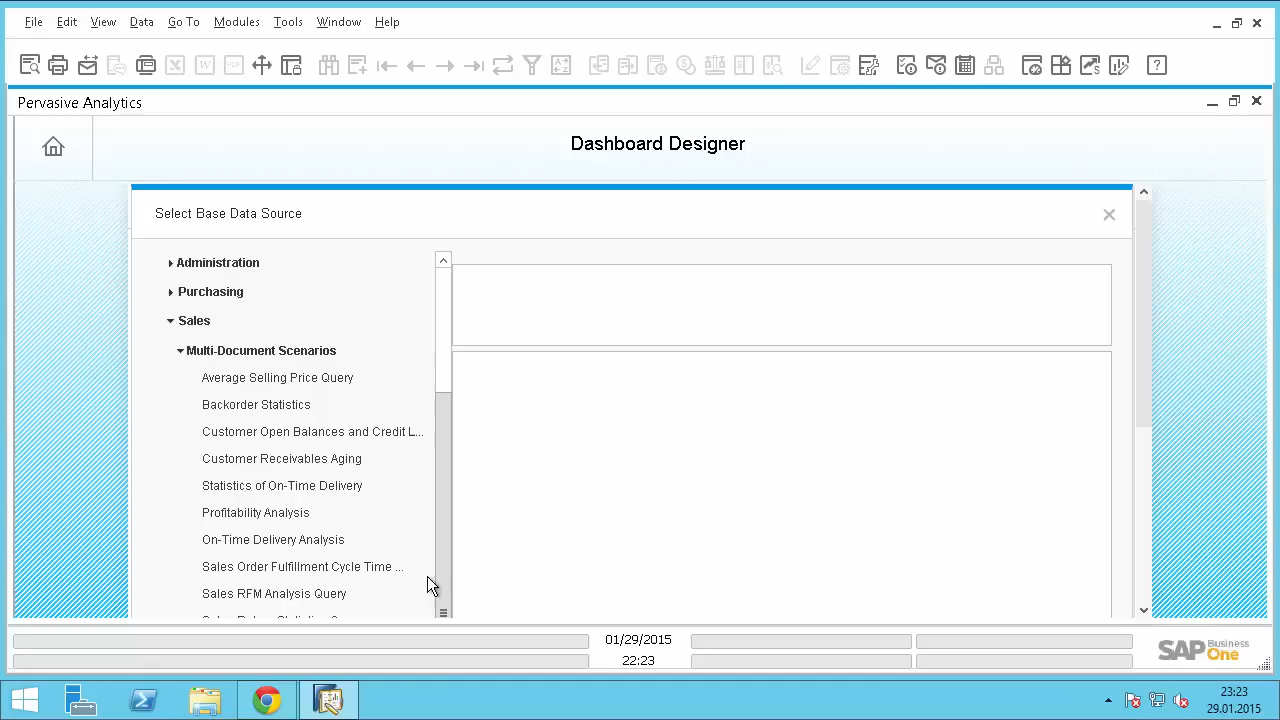 File Edit View Data Go To Modules Tools Window Help
Pervasive Analytics
Dashboard Designer
Select Base Data Source
Administration
Purchasing
Sales
Multi-Document Scenarios
Average Selling Price Query
Backorder Statistics
Customer Open Balances and Credit L...
Customer Receivables Aging
Statistics of On-Time Delivery
Profitability Analysis
On-Time Delivery Analysis
Sales Order Fulfillment Cycle Time ...
Sales RFM Analysis Query
01/29/2015
22:23
SAP Business One
23:23
29.01.2015